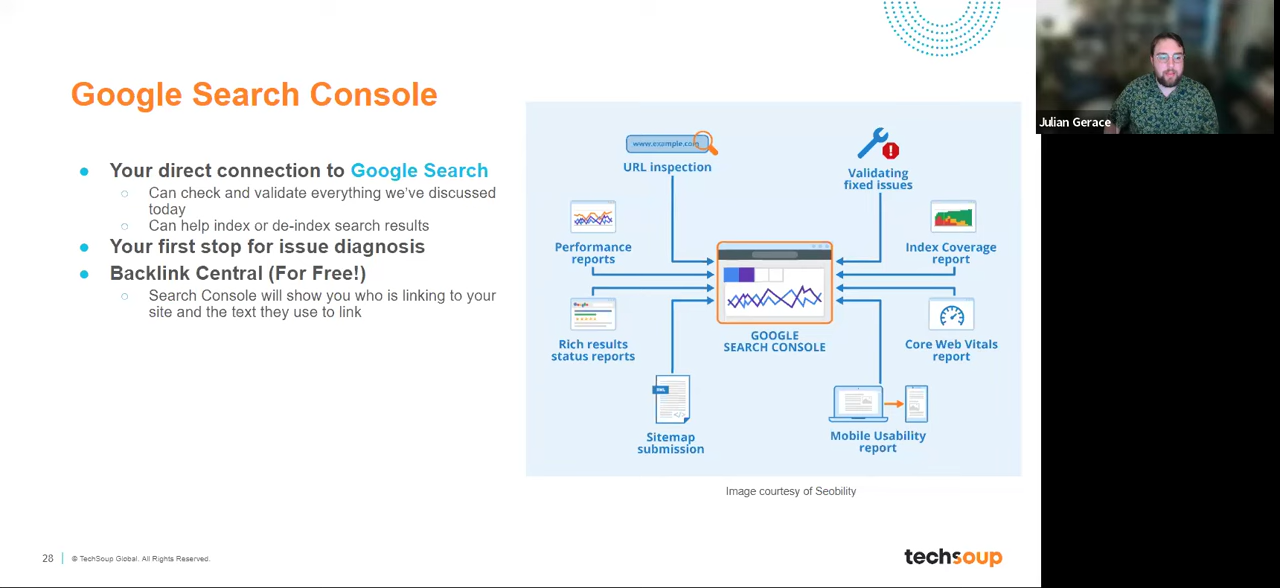 Google Search Console
Julian Gerace
● Your direct connection to Google Search
○ Can check and validate everything we've discussed
today
○ Can help index or de-index search results
● Your first stop for issue diagnosis
● Backlink Central (For Free!)
○ Search Console will show you who is linking to your
site and the text they use to link
www.example.com
URL inspection
Validating
fixed issues
Performance
reports
Index Coverage
report
Rich results
status reports
GOOGLE
SEARCH CONSOLE
Core Web Vitals
report
Sitemap
submission
Mobile Usability
report
Image courtesy of Seobility
28
© TechSoup Global. All Rights Reserved.
techsoup